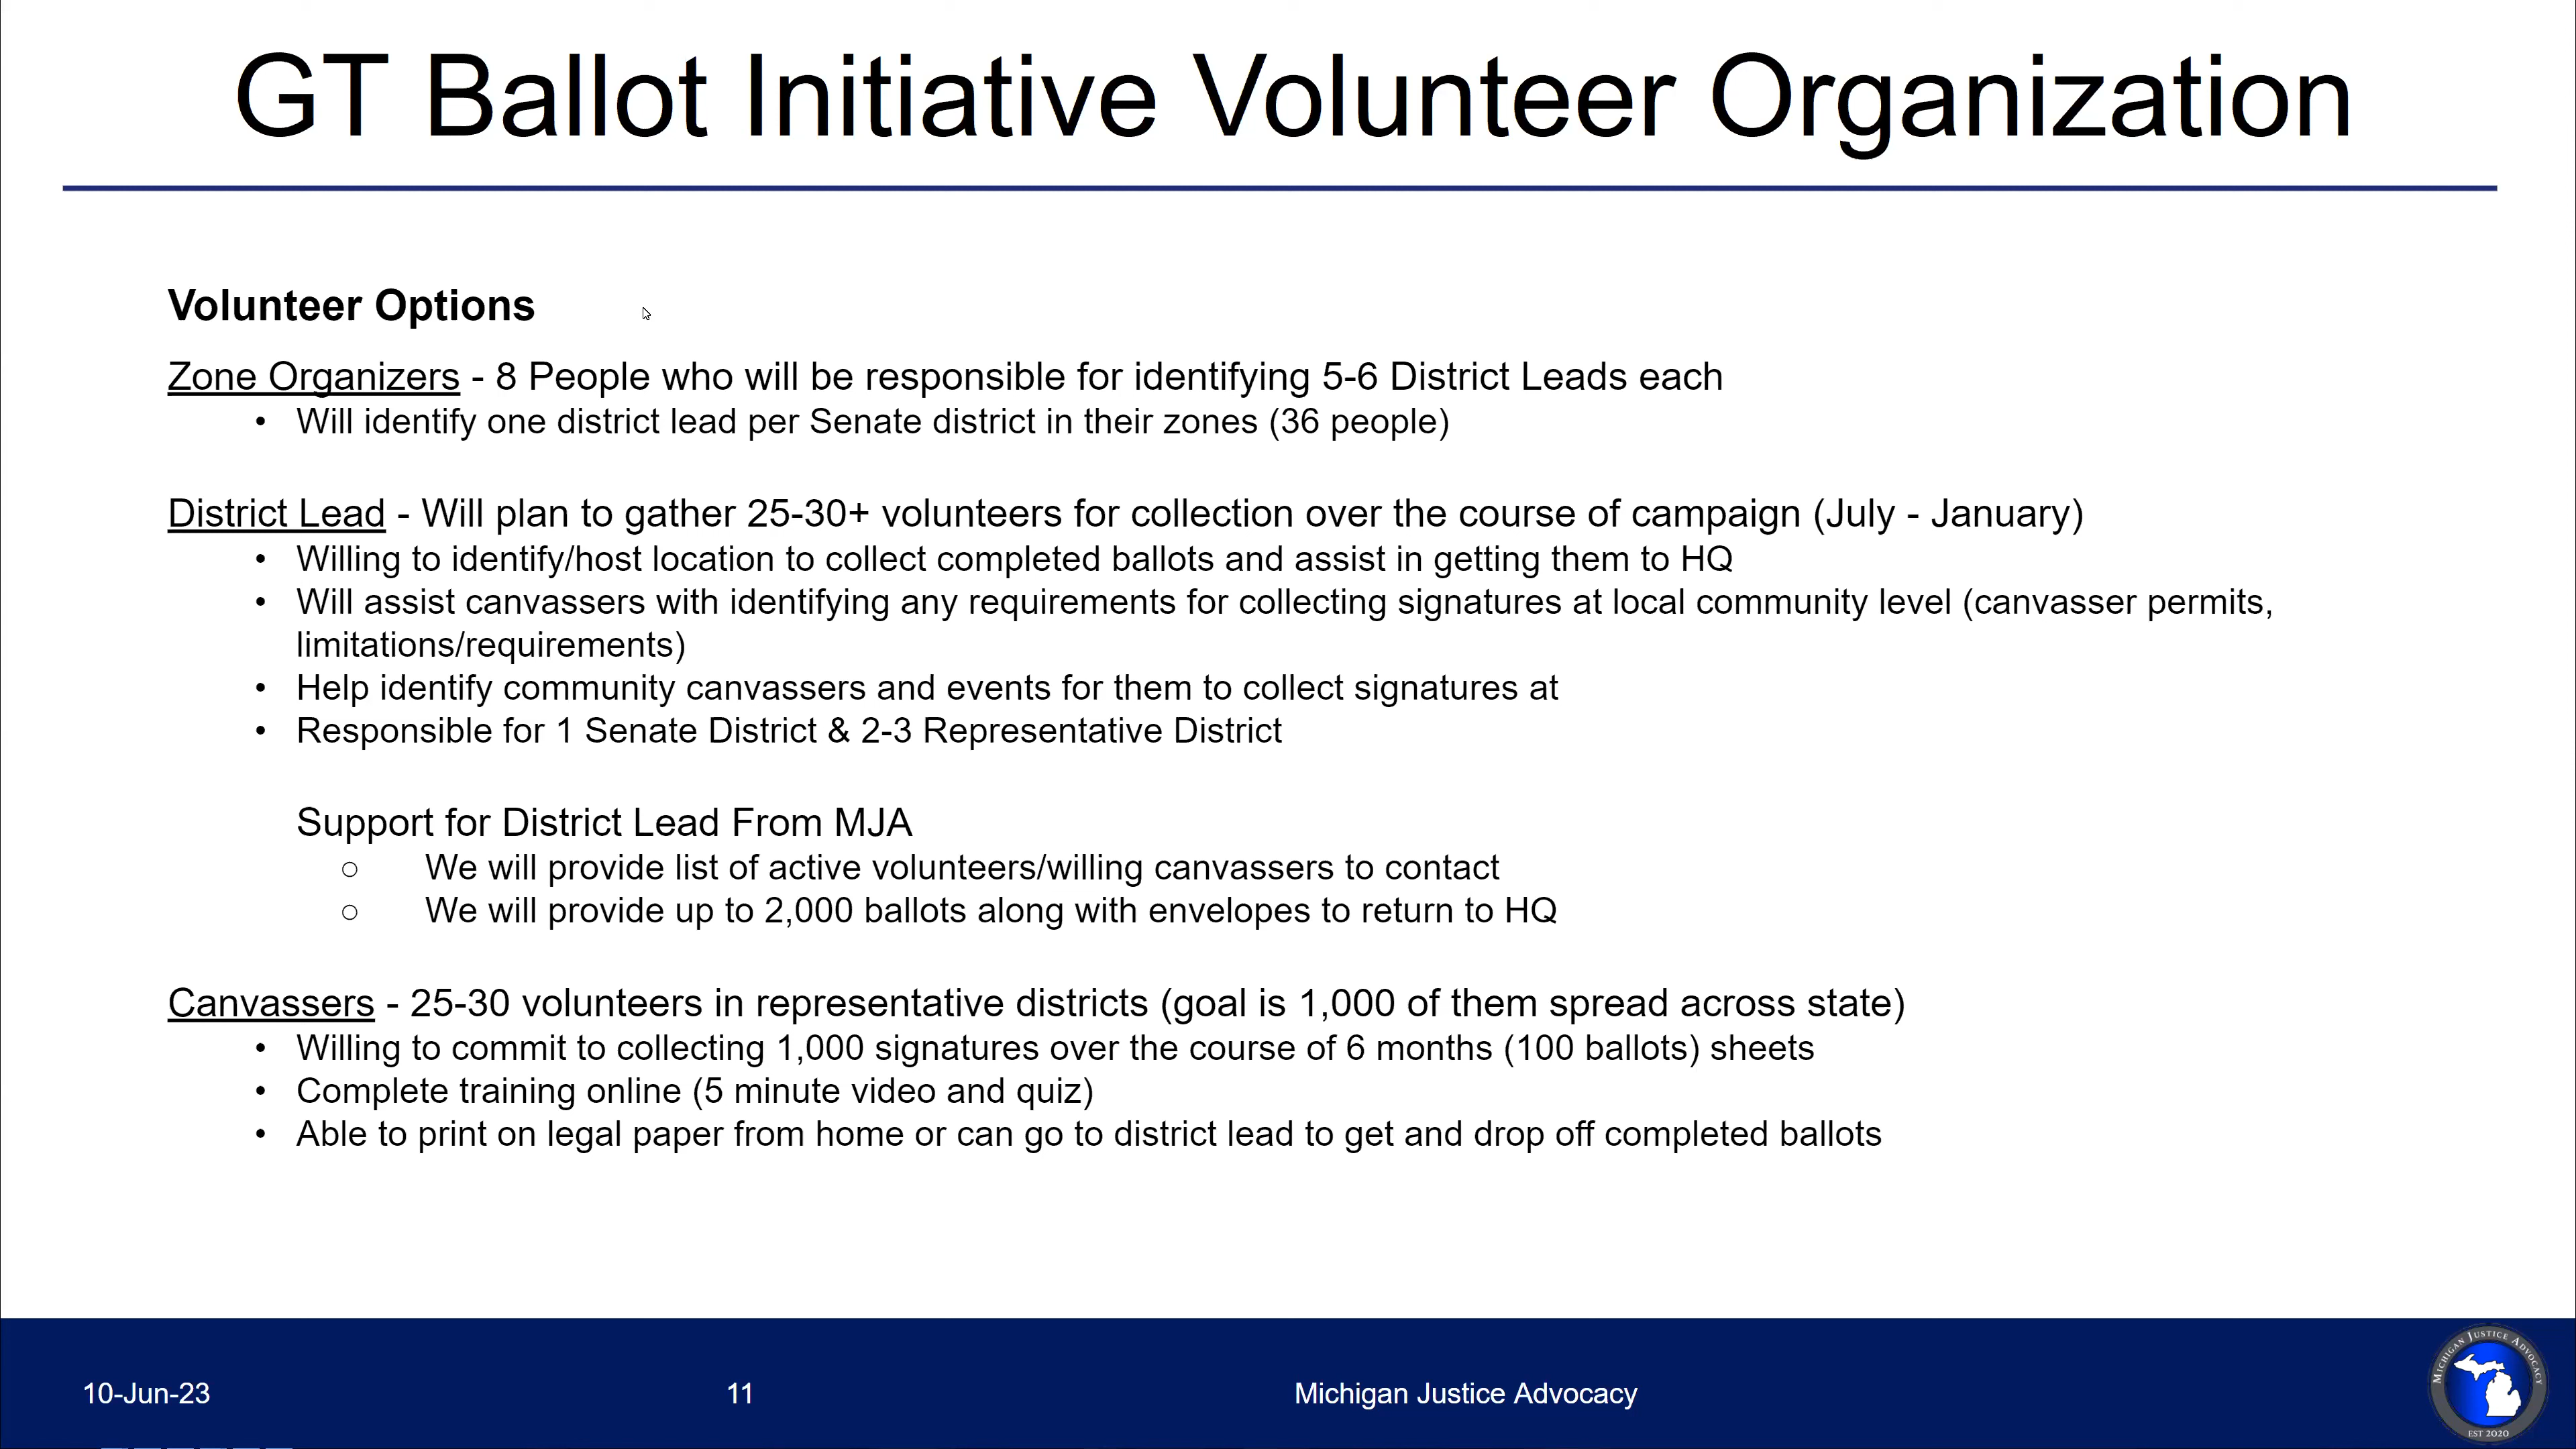 GT Ballot Initiative Volunteer Organization
Volunteer Options
Zone Organizers - 8 People who will be responsible for identifying 5-6 District Leads each
• Will identify one district lead per Senate district in their zones (36 people)
District Lead - Will plan to gather 25-30+ volunteers for collection over the course of campaign (July - January)
• Willing to identify/host location to collect completed ballots and assist in getting them to HQ
• Will assist canvassers with identifying any requirements for collecting signatures at local community level (canvasser permits,
limitations/requirements)
• Help identify community canvassers and events for them to collect signatures at
• Responsible for 1 Senate District & 2-3 Representative District
Support for District Lead From MJA
○ We will provide list of active volunteers/willing canvassers to contact
○ We will provide up to 2,000 ballots along with envelopes to return to HQ
Canvassers - 25-30 volunteers in representative districts (goal is 1,000 of them spread across state)
• Willing to commit to collecting 1,000 signatures over the course of 6 months (100 ballots) sheets
• Complete training online (5 minute video and quiz)
• Able to print on legal paper from home or can go to district lead to get and drop off completed ballots
10-Jun-23
11
Michigan Justice Advocacy
MICHIGAN JUSTICE ADVOCACY
EST 2020